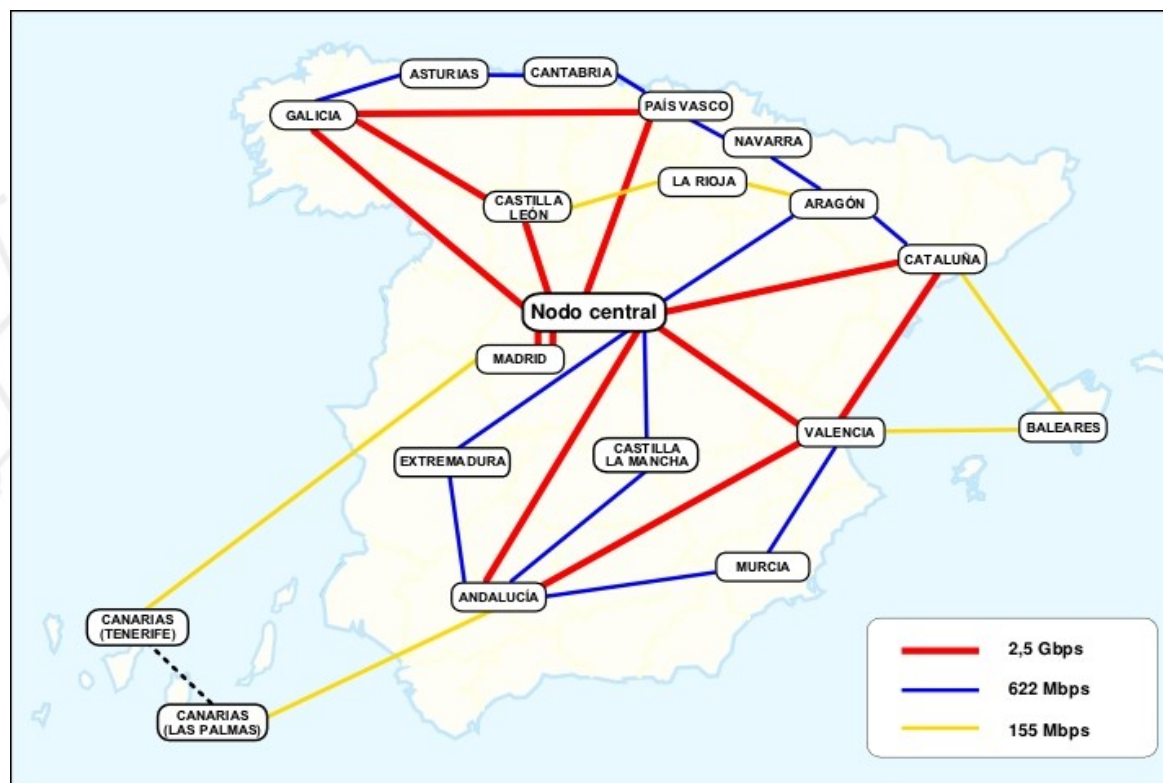 ASTURIAS
CANTABRIA
GALICIA
PAÍS VASCO
NAVARRA
LA RIOJA
CASTILLA
LEÓN
ARAGÓN
CATALUÑA
Nodo central
MADRID
VALENCIA
BALEARES
EXTREMADURA
CASTILLA
LA MANCHA
MURCIA
ANDALUCÍA
CANARIAS
(TENERIFE)
CANARIAS
(LAS PALMAS)
2,5 Gbps
622 Mbps
155 Mbps